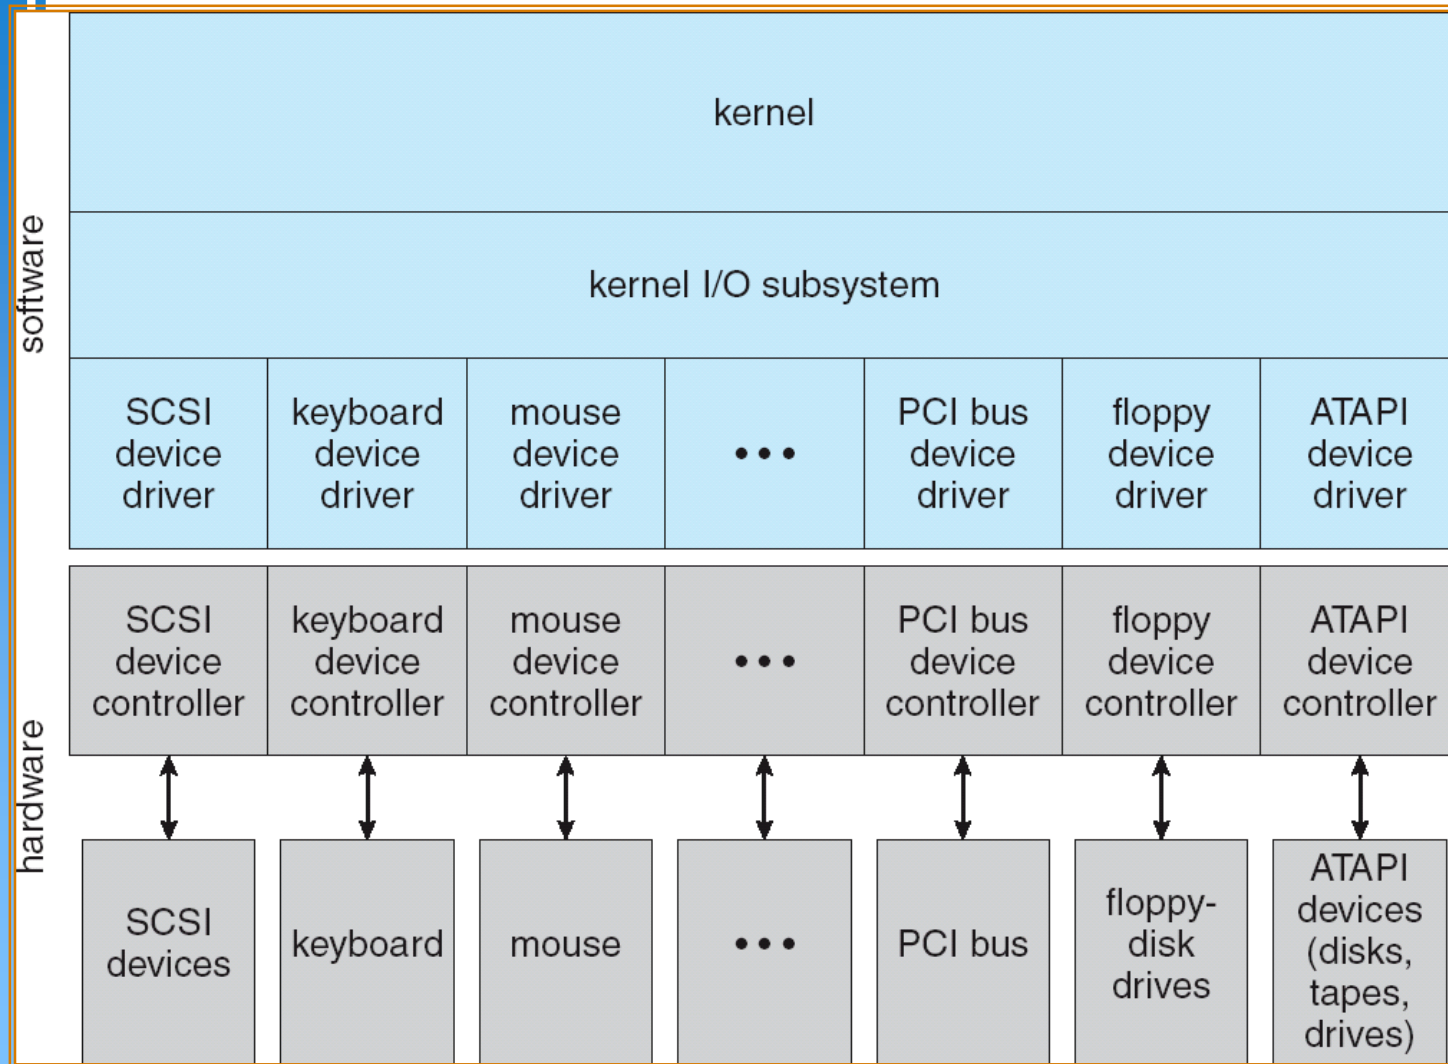 kernel
software
kernel I/O subsystem
SCSI
device
driver
keyboard
device
driver
mouse
device
driver
•••
PCI bus
device
driver
floppy
device
driver
ATAPI
device
driver
hardware
SCSI
device
controller
keyboard
device
controller
mouse
device
controller
•••
PCI bus
device
controller
floppy
device
controller
ATAPI
device
controller
SCSI
devices
keyboard
mouse
•••
PCI bus
floppy-
disk
drives
ATAPI
devices
(disks,
tapes,
drives)